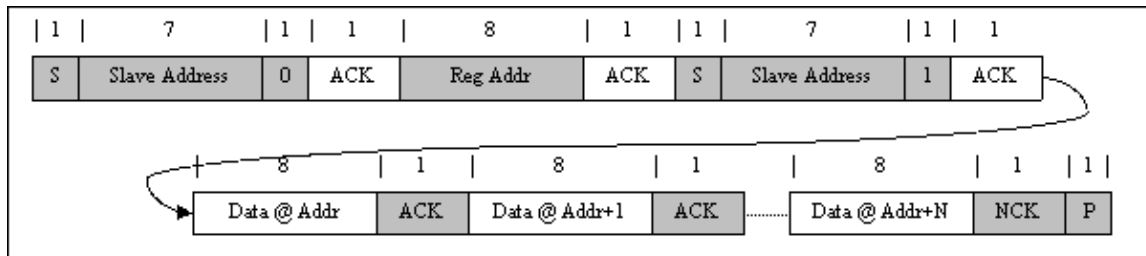 | 1 | 7 | 1 | 1 | 8 | 1 | 1 | 7 | 1 | 1
S Slave Address 0 ACK Reg Addr ACK S Slave Address 1 ACK
| 8 | 1 | 8 | 1 | 8 | 1 | 1 |
Data @ Addr ACK Data @ Addr+1 ACK Data @ Addr+N NCK P